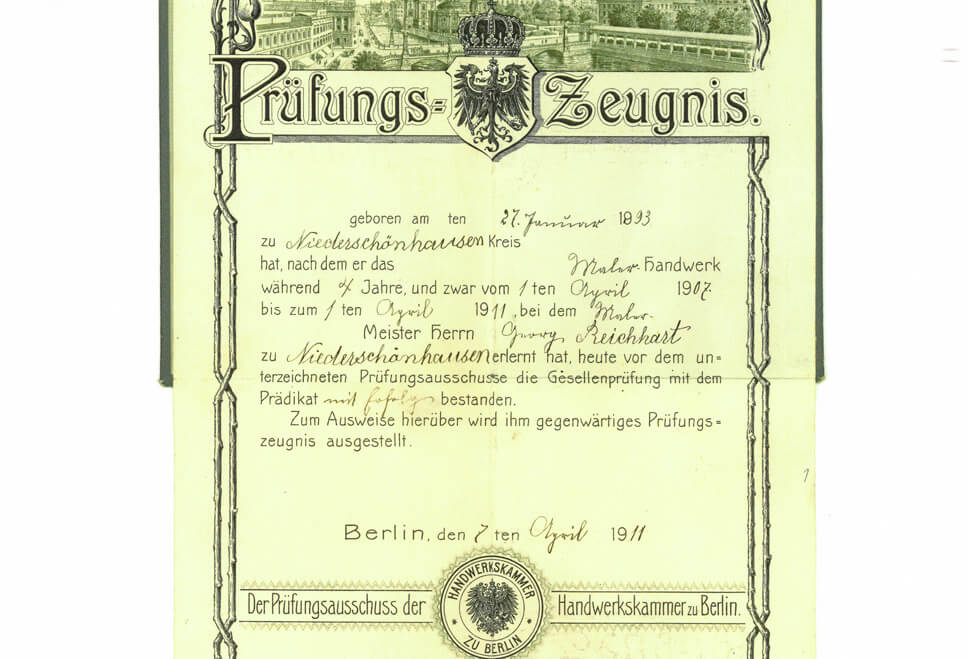 Prüfungs= Zeugnis.
geboren am ten 27. Januar 1893
zu Niederschönhausen Kreis
hat, nach dem er das Maler-Handwerk
während 4 Jahre, und zwar vom 1 ten April 1907
bis zum 1 ten April 1911, bei dem Maler-
Meister Herrn Georg Reichhart
zu Niederschönhausen erlernt hat, heute vor dem un=
terzeichneten Prüfungsausschusse die Gesellenprüfung mit dem
Prädikat mit Erfolg bestanden.
Zum Ausweise hierüber wird ihm gegenwärtiges Prüfungs=
zeugnis ausgestellt.
1
Berlin, den 7 ten April 1911
Der Prüfungsausschuss der Handwerkskammer zu Berlin.
HANDWERKSKAMMER
ZU BERLIN